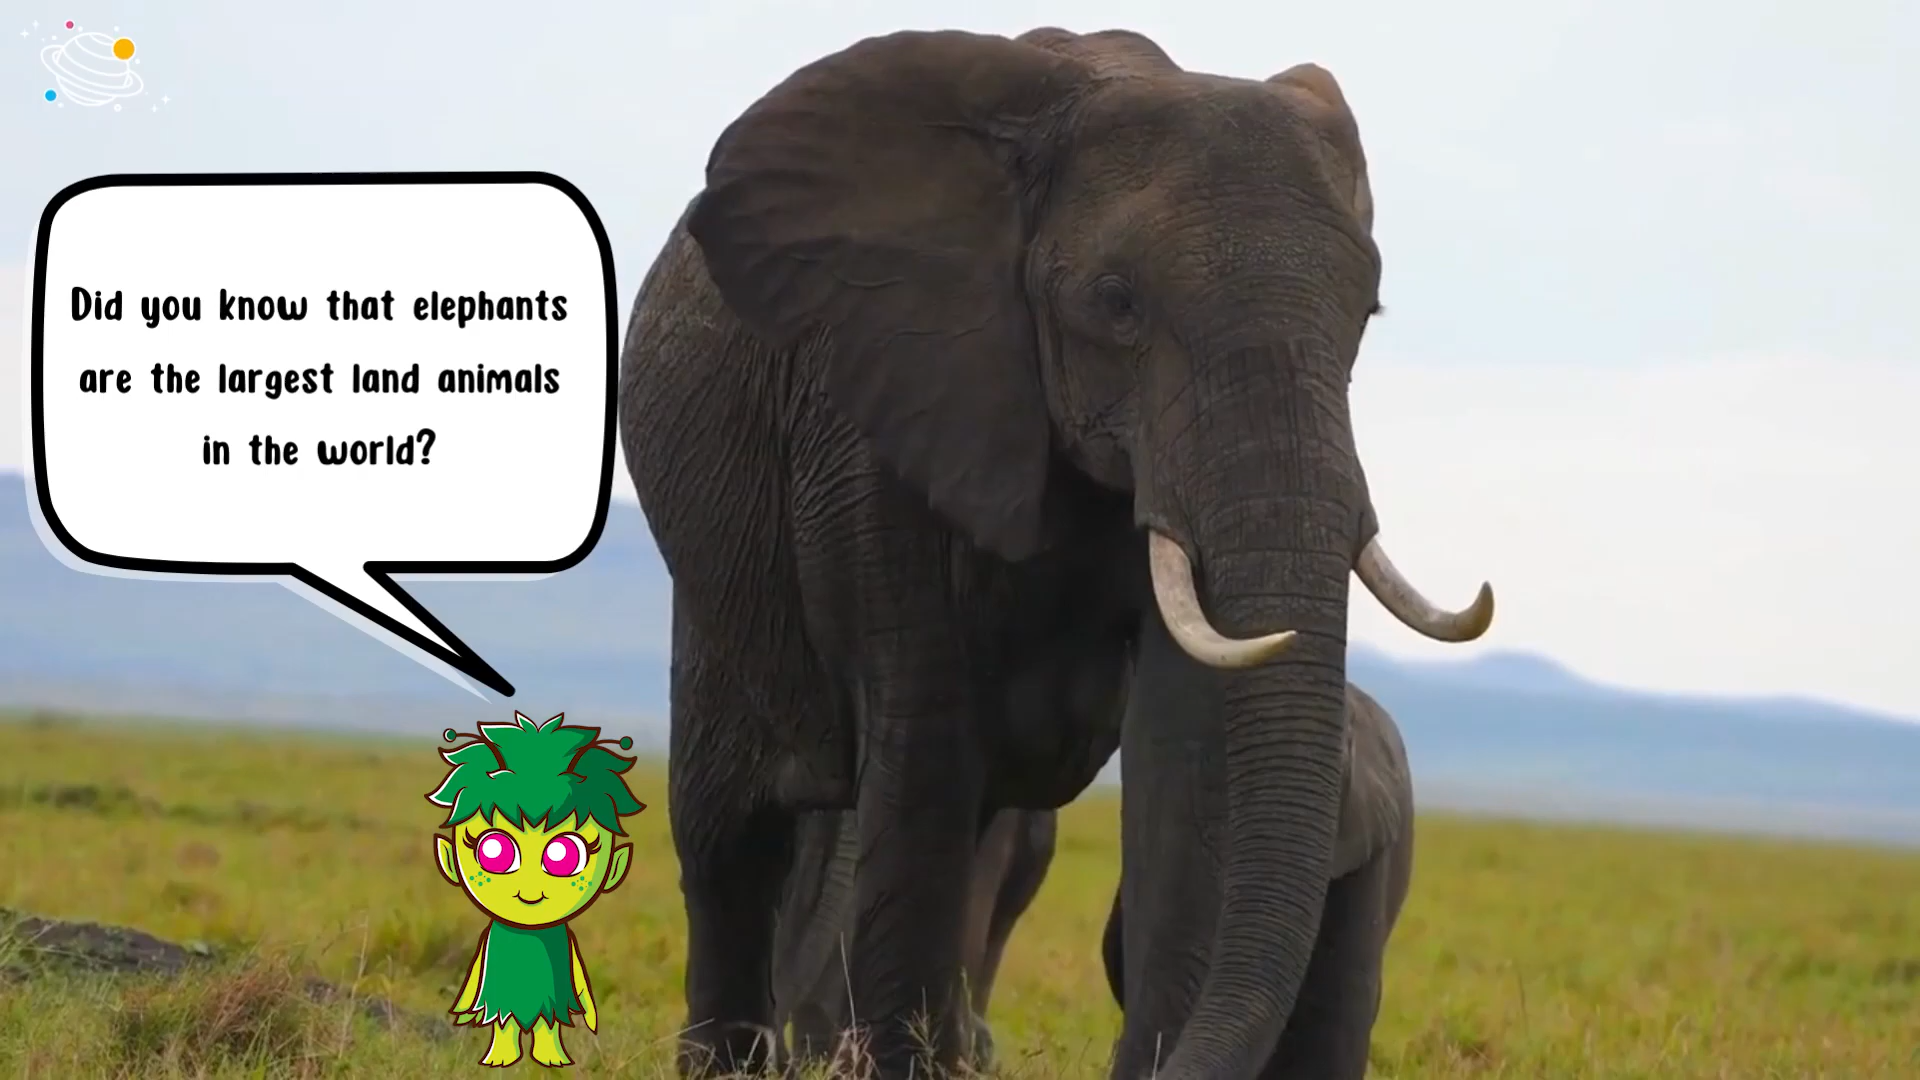 Did you know that elephants
are the largest land animals
in the world?